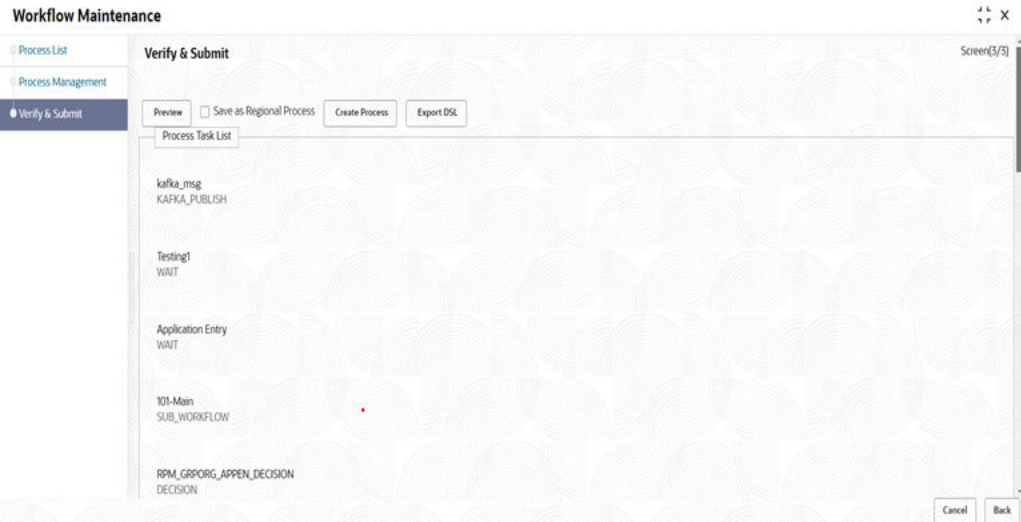 Workflow Maintenance
Process List
Process Management
Verify & Submit
Verify & Submit
Screen(3/3)
Preview
Save as Regional Process
Create Process
Export DSL
Process Task List
kafka_msg
KAFKA_PUBLISH
Testing1
WAIT
Application Entry
WAIT
101-Main
SUB_WORKFLOW
RPM_GRPORG_APPEN_DECISION
DECISION
Cancel
Back